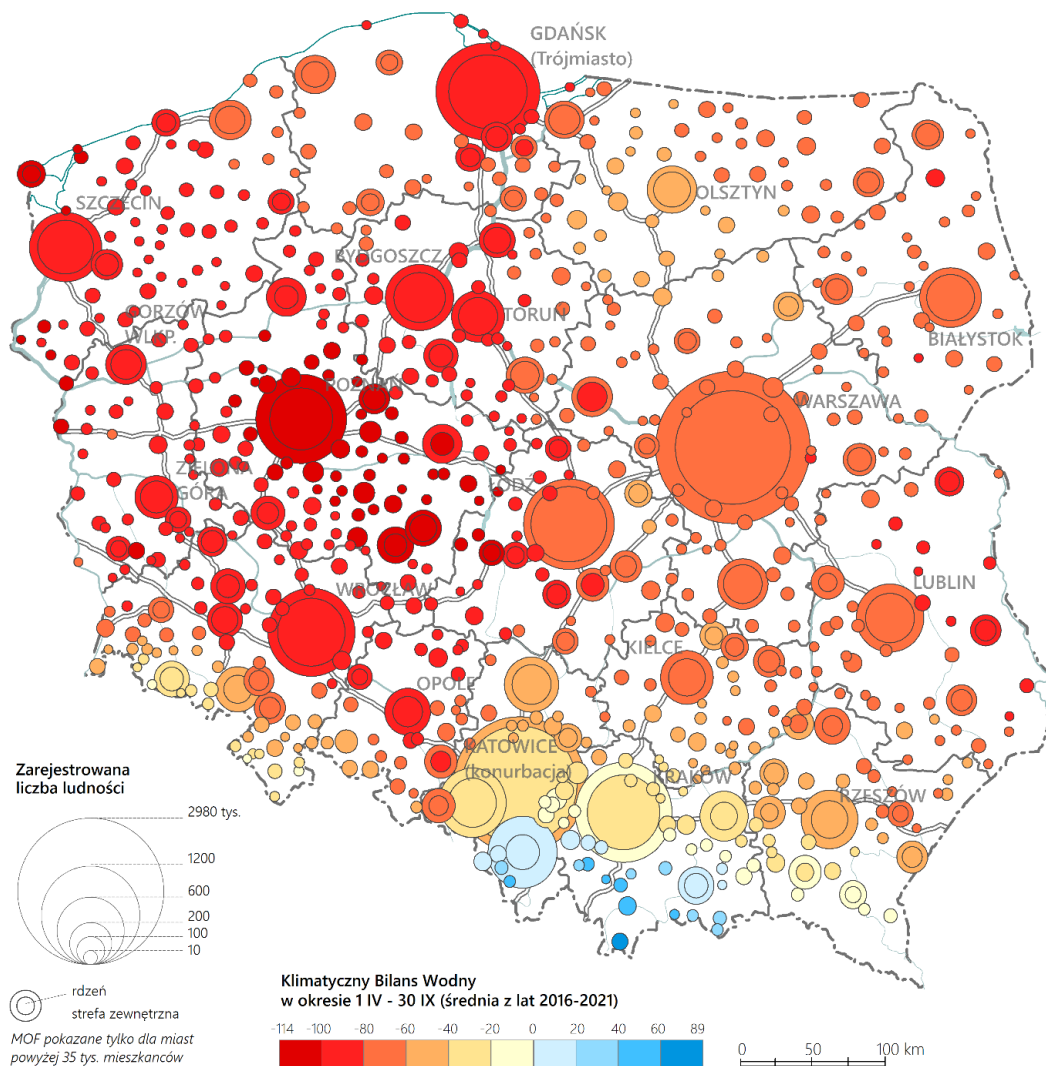 GDAŃSK
(Trójmiasto)
SZCZECIN
OLSZTYN
BYDGOSZCZ
GORZÓW
WLKP.
TORUŃ
BIAŁYSTOK
POZNAŃ
WARSZAWA
ZIELONA
GÓRA
ŁÓDŹ
WROCŁAW
LUBLIN
KIELCE
OPOLE
KATOWICE
(konurbacja)
KRAKÓW
RZESZÓW
Zarejestrowana
liczba ludności
2980 tys.
1200
600
200
100
10
rdzeń
strefa zewnętrzna
MOF pokazane tylko dla miast
powyżej 35 tys. mieszkańców
Klimatyczny Bilans Wodny
w okresie 1 IV - 30 IX (średnia z lat 2016-2021)
-114 -100 -80 -60 -40 -20 0 20 40 60 89
0 50 100 km